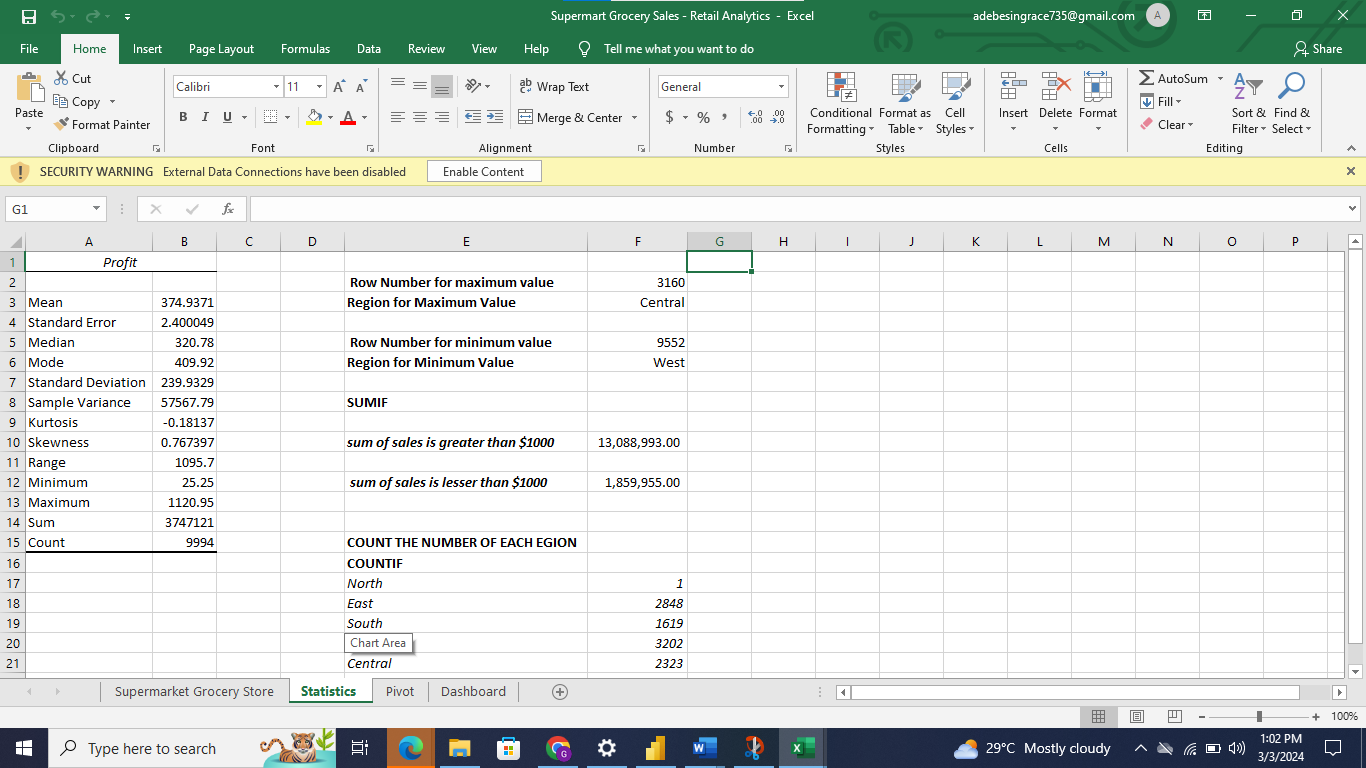 Supermart Grocery Sales - Retail Analytics - Excel
adebesingrace735@gmail.com
A
File Home Insert Page Layout Formulas Data Review View Help Tell me what you want to do
Share
Paste
Cut
Copy
Format Painter
Clipboard
Calibri 11 A A
B I U A
Font
ab Wrap Text
Merge & Center
Alignment
General
$ % ,
Number
Conditional Formatting
Format as Table
Cell Styles
Styles
Insert Delete Format
Cells
AutoSum
Fill
Clear
Sort & Filter
Find & Select
Editing
SECURITY WARNING External Data Connections have been disabled Enable Content
G1 fx
A B C D E F G H I J K L M N O P
1 Profit
2 Row Number for maximum value 3160
3 Mean 374.9371 Region for Maximum Value Central
4 Standard Error 2.400049
5 Median 320.78 Row Number for minimum value 9552
6 Mode 409.92 Region for Minimum Value West
7 Standard Deviation 239.9329
8 Sample Variance 57567.79 SUMIF
9 Kurtosis -0.18137
10 Skewness 0.767397 sum of sales is greater than $1000 13,088,993.00
11 Range 1095.7
12 Minimum 25.25 sum of sales is lesser than $1000 1,859,955.00
13 Maximum 1120.95
14 Sum 3747121
15 Count 9994 COUNT THE NUMBER OF EACH EGION
16 COUNTIF
17 North 1
18 East 2848
19 South 1619
20 Chart Area 3202
21 Central 2323
Supermarket Grocery Store Statistics Pivot Dashboard
100%
Type here to search
29°C Mostly cloudy
1:02 PM
3/3/2024